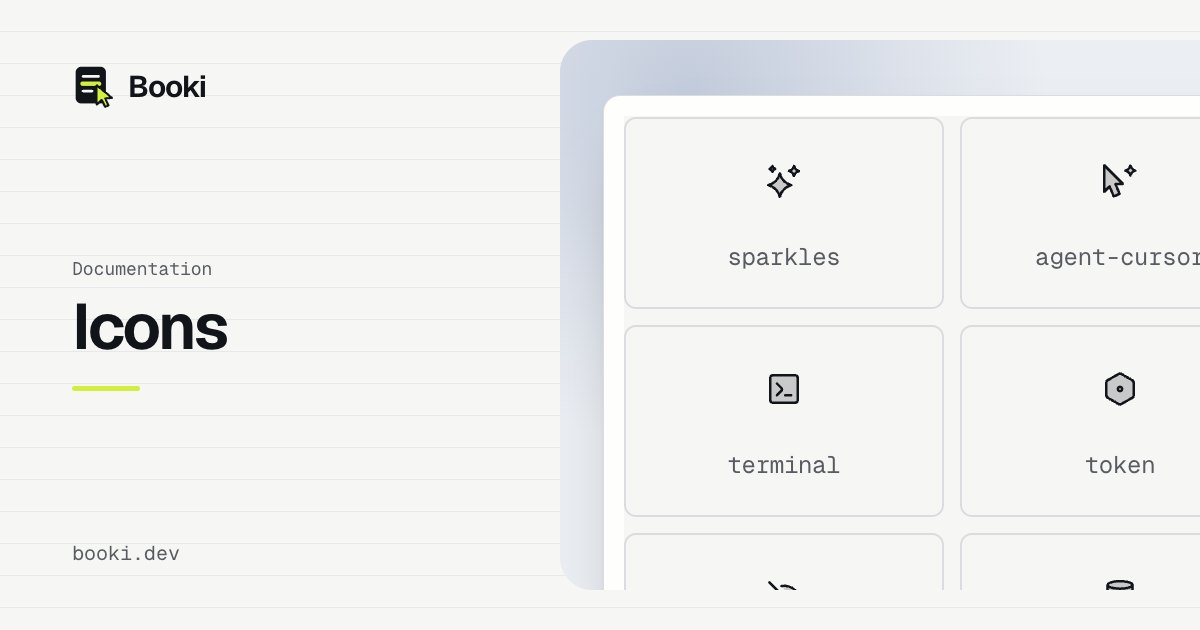 Booki
Documentation
Icons
booki.dev
sparkles
agent-cursor
terminal
token